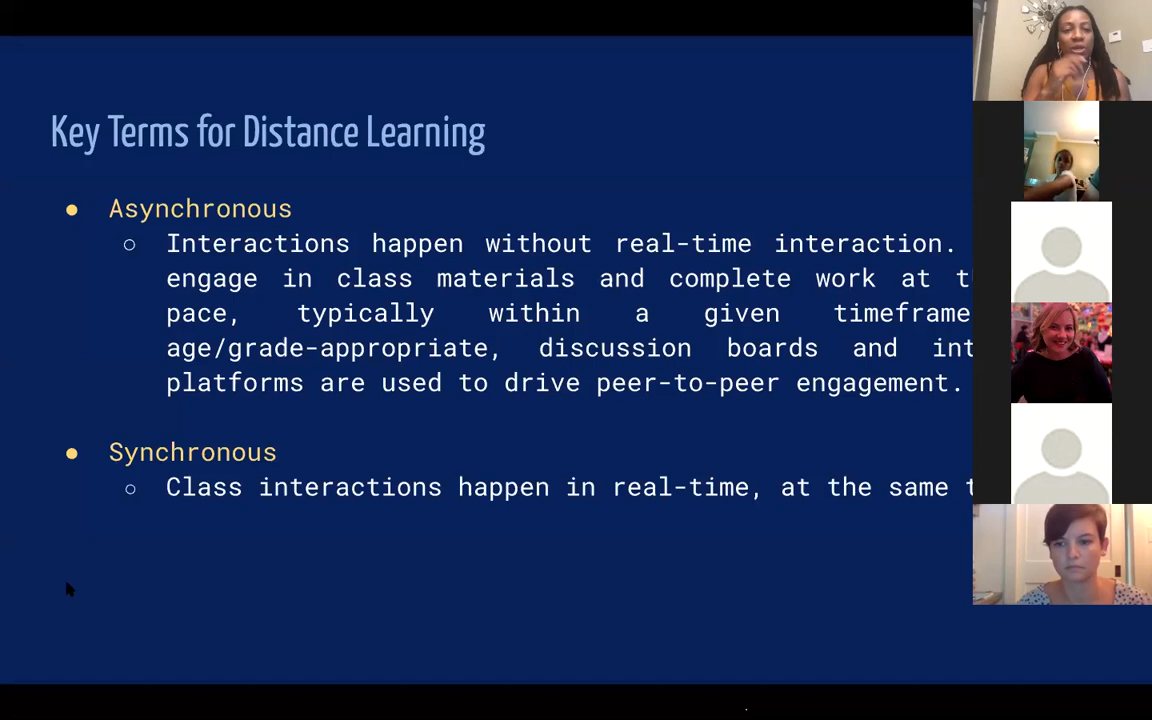 Key Terms for Distance Learning
Asynchronous
Interactions happen without real-time interaction.
engage in class materials and complete work at
pace, typically within a given timeframe
age/grade-appropriate, discussion boards and
platforms are used to drive peer-to-peer engagement.
Synchronous
Class interactions happen in real-time, at the same